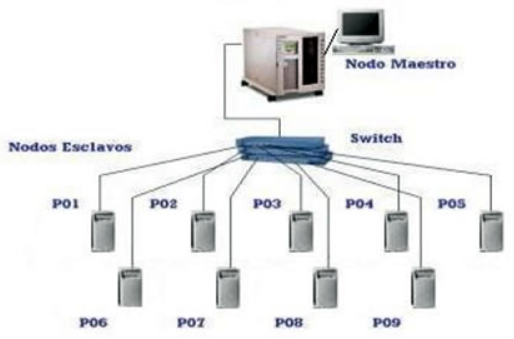 Nodo Maestro
Switch
Nodos Esclavos
P01
P02
P03
P04
P05
P06
P07
P08
P09